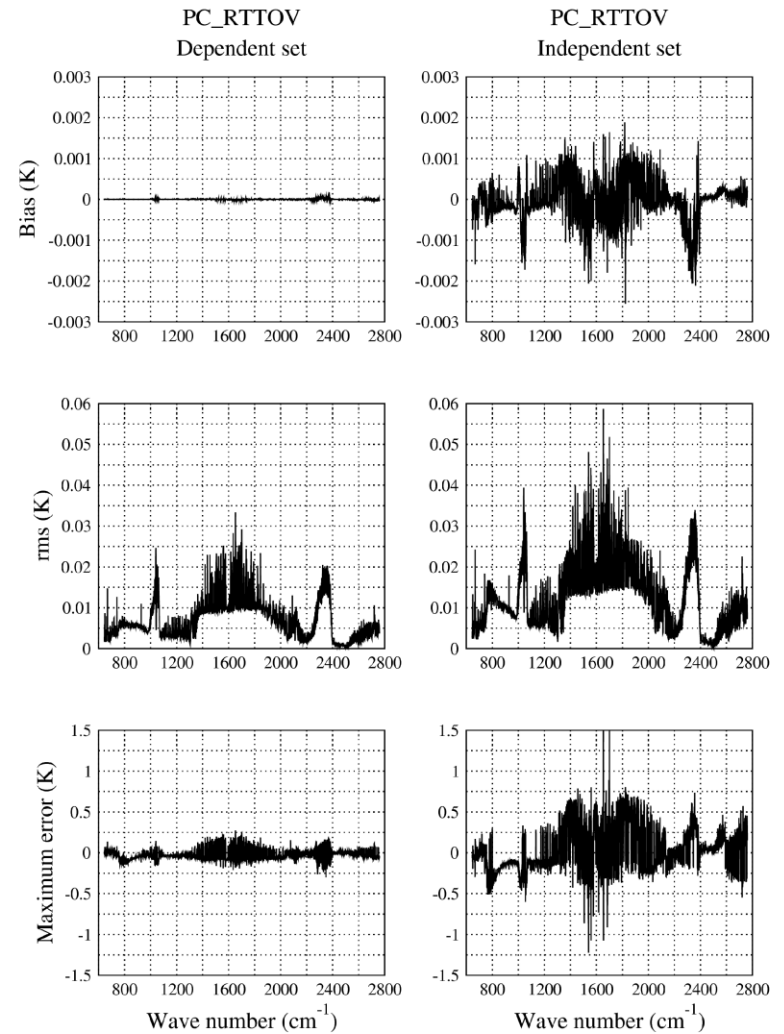 PC_RTTOV
Dependent set
PC_RTTOV
Independent set
Bias (K)
0.003
0.002
0.001
0
-0.001
-0.002
-0.003
800 1200 1600 2000 2400 2800
0.003
0.002
0.001
0
-0.001
-0.002
-0.003
800 1200 1600 2000 2400 2800
rms (K)
0.06
0.05
0.04
0.03
0.02
0.01
0
800 1200 1600 2000 2400 2800
0.06
0.05
0.04
0.03
0.02
0.01
0
800 1200 1600 2000 2400 2800
Maximum error (K)
1.5
1
0.5
0
-0.5
-1
-1.5
800 1200 1600 2000 2400 2800
Wave number (cm⁻¹)
1.5
1
0.5
0
-0.5
-1
-1.5
800 1200 1600 2000 2400 2800
Wave number (cm⁻¹)